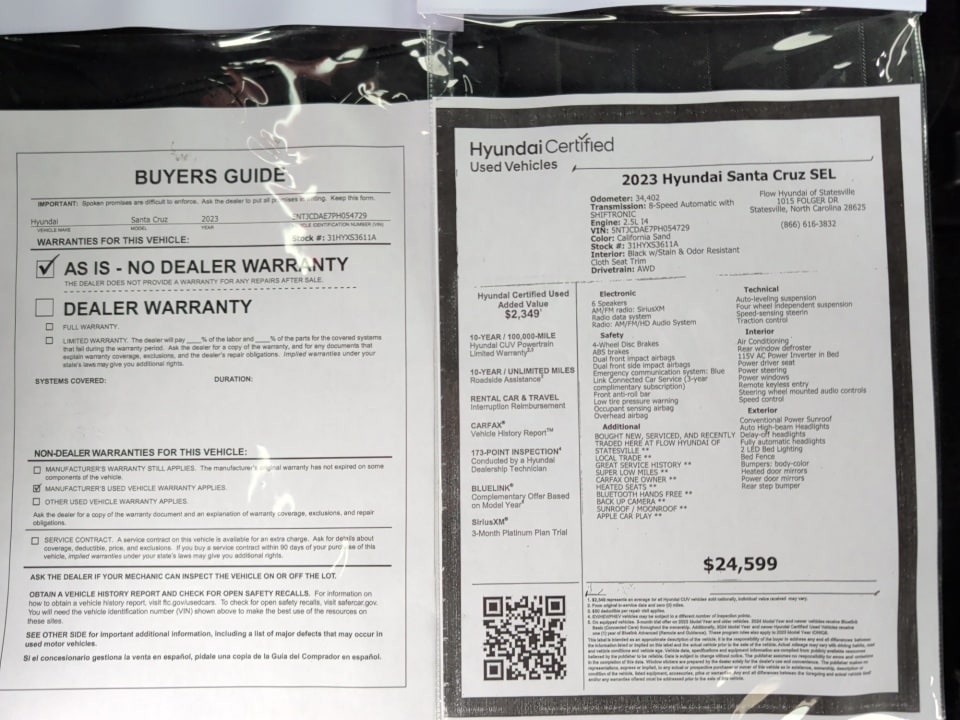 BUYERS GUIDE
IMPORTANT: Spoken promises are difficult to enforce. Ask the dealer to put all promises in writing. Keep this form.
Hyundai Santa Cruz 2023 5NTJCDAE7PH054729
VEHICLE MAKE MODEL YEAR VEHICLE IDENTIFICATION NUMBER (VIN)
WARRANTIES FOR THIS VEHICLE: Stock #: 31HYXS3611A
AS IS - NO DEALER WARRANTY
THE DEALER DOES NOT PROVIDE A WARRANTY FOR ANY REPAIRS AFTER SALE.
DEALER WARRANTY
FULL WARRANTY.
LIMITED WARRANTY. The dealer will pay ____% of the labor and ____% of the parts for the covered systems
that fail during the warranty period. Ask the dealer for a copy of the warranty, and for any documents that
explain warranty coverage, exclusions, and the dealer's repair obligations. Implied warranties under your
state's laws may give you additional rights.
SYSTEMS COVERED: DURATION:
NON-DEALER WARRANTIES FOR THIS VEHICLE:
MANUFACTURER'S WARRANTY STILL APPLIES. The manufacturer's original warranty has not expired on some
components of the vehicle.
MANUFACTURER'S USED VEHICLE WARRANTY APPLIES.
OTHER USED VEHICLE WARRANTY APPLIES.
Ask the dealer for a copy of the warranty document and an explanation of warranty coverage, exclusions, and repair
obligations.
SERVICE CONTRACT. A service contract on this vehicle is available for an extra charge. Ask for details about
coverage, deductible, price, and exclusions. If you buy a service contract within 90 days of your purchase of this
vehicle, implied warranties under your state's laws may give you additional rights.
ASK THE DEALER IF YOUR MECHANIC CAN INSPECT THE VEHICLE ON OR OFF THE LOT.
OBTAIN A VEHICLE HISTORY REPORT AND CHECK FOR OPEN SAFETY RECALLS. For information on
how to obtain a vehicle history report, visit ftc.gov/usedcars. To check for open safety recalls, visit safercar.gov.
You will need the vehicle identification number (VIN) shown above to make the best use of the resources on
these sites.
SEE OTHER SIDE for important additional information, including a list of major defects that may occur in
used motor vehicles.
Si el concesionario gestiona la venta en español, pídale una copia de la Guía del Comprador en español.
Hyundai Certified
Used Vehicles
2023 Hyundai Santa Cruz SEL
Odometer: 34,402
Transmission: 8-Speed Automatic with
SHIFTRONIC
Engine: 2.5L I4
VIN: 5NTJCDAE7PH054729
Color: California Sand
Stock #: 31HYXS3611A
Interior: Black w/Stain & Odor Resistant
Cloth Seat Trim
Drivetrain: AWD
Flow Hyundai of Statesville
1015 FOLGER DR
Statesville, North Carolina 28625
(866) 616-3832
Hyundai Certified Used
Added Value
$2,349¹
10-YEAR / 100,000-MILE
Hyundai CUV Powertrain
Limited Warranty
10-YEAR / UNLIMITED MILES
Roadside Assistance
RENTAL CAR & TRAVEL
Interruption Reimbursement
CARFAX®
Vehicle History Report™
173-POINT INSPECTION
Conducted by a Hyundai
Dealership Technician
BLUELINK®
Complementary Offer Based
on Model Year
SiriusXM®
3-Month Platinum Plan Trial
Electronic
6 Speakers
AM/FM radio: SiriusXM
Radio data system
Radio: AM/FM/HD Audio System
Safety
4-Wheel Disc Brakes
ABS brakes
Dual front impact airbags
Dual front side impact airbags
Emergency communication system: Blue
Link Connected Car Service (3-year
complimentary subscription)
Front anti-roll bar
Low tire pressure warning
Occupant sensing airbag
Overhead airbag
Additional
BOUGHT NEW, SERVICED, AND RECENTLY
TRADED HERE AT FLOW HYUNDAI OF
STATESVILLE **
LOCAL TRADE **
GREAT SERVICE HISTORY **
SUPER LOW MILES **
CARFAX ONE OWNER **
HEATED SEATS **
BLUETOOTH HANDS FREE **
BACK UP CAMERA **
SUNROOF / MOONROOF **
APPLE CAR PLAY **
Technical
Auto-leveling suspension
Four wheel independent suspension
Speed-sensing steerin
Traction control
Interior
Air Conditioning
Rear window defroster
115V AC Power Inverter in Bed
Power driver seat
Power steering
Power windows
Remote keyless entry
Steering wheel mounted audio controls
Speed control
Exterior
Conventional Power Sunroof
Auto High-beam Headlights
Delay-off headlights
Fully automatic headlights
2 LED Bed Lighting
Bed Fence
Bumpers: body-color
Heated door mirrors
Power door mirrors
Rear step bumper
$24,599